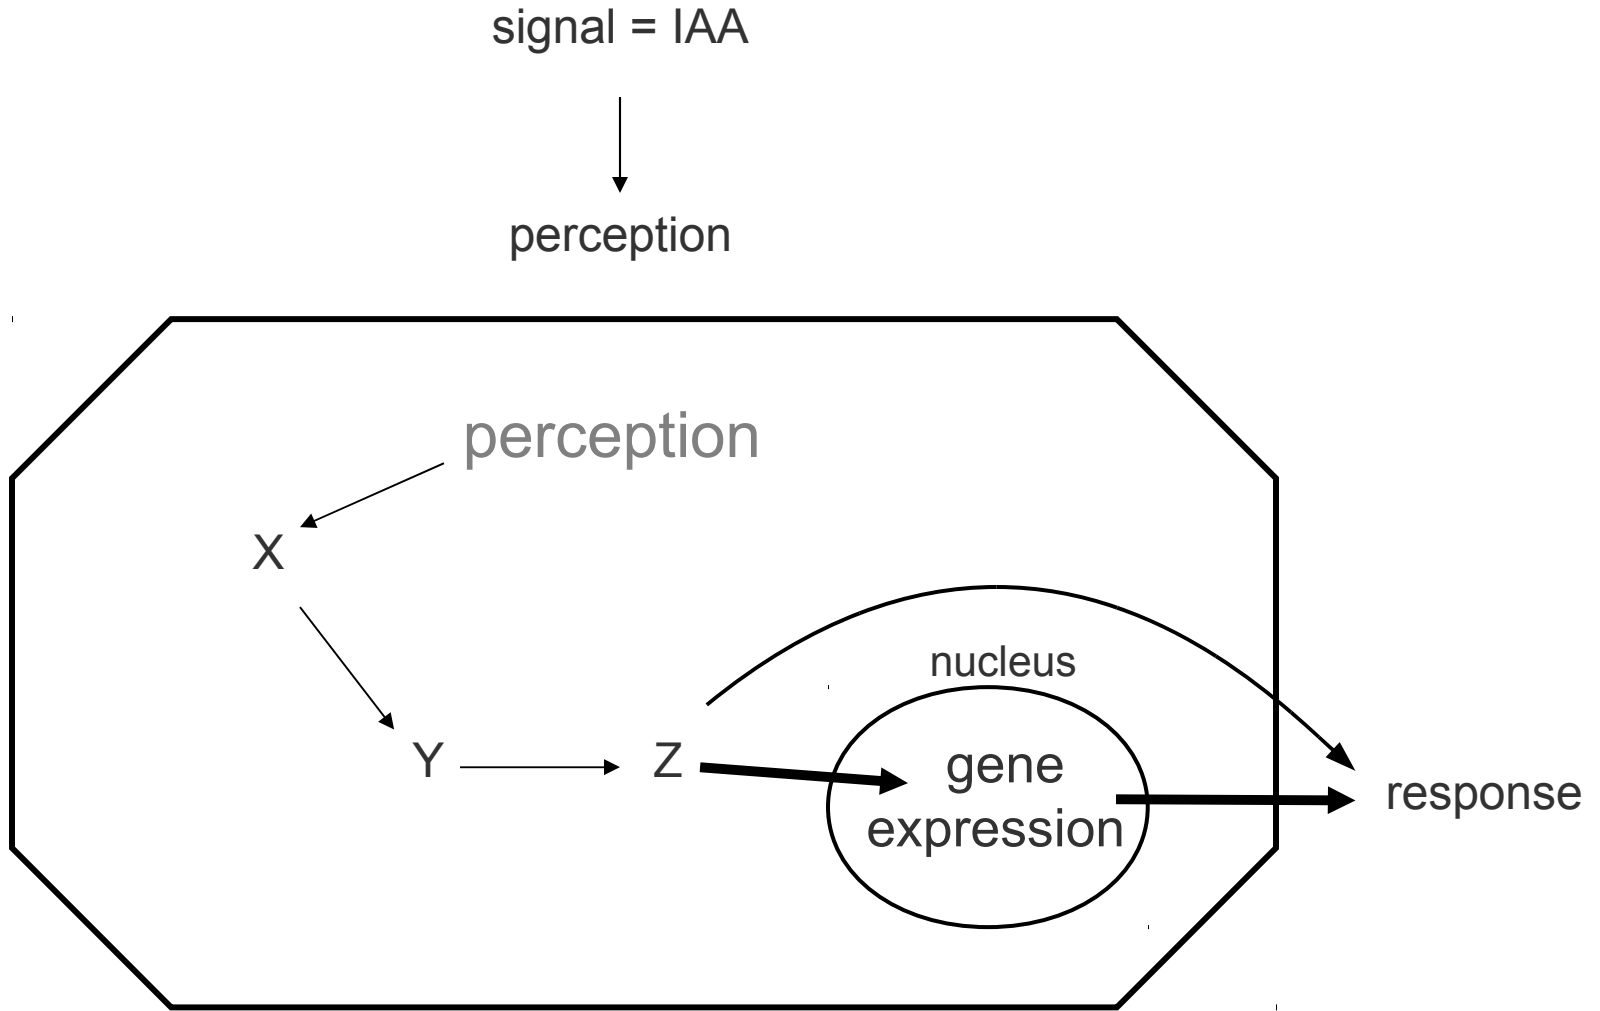 signal = IAA
perception
perception
X
nucleus
Y
Z
gene
expression
response